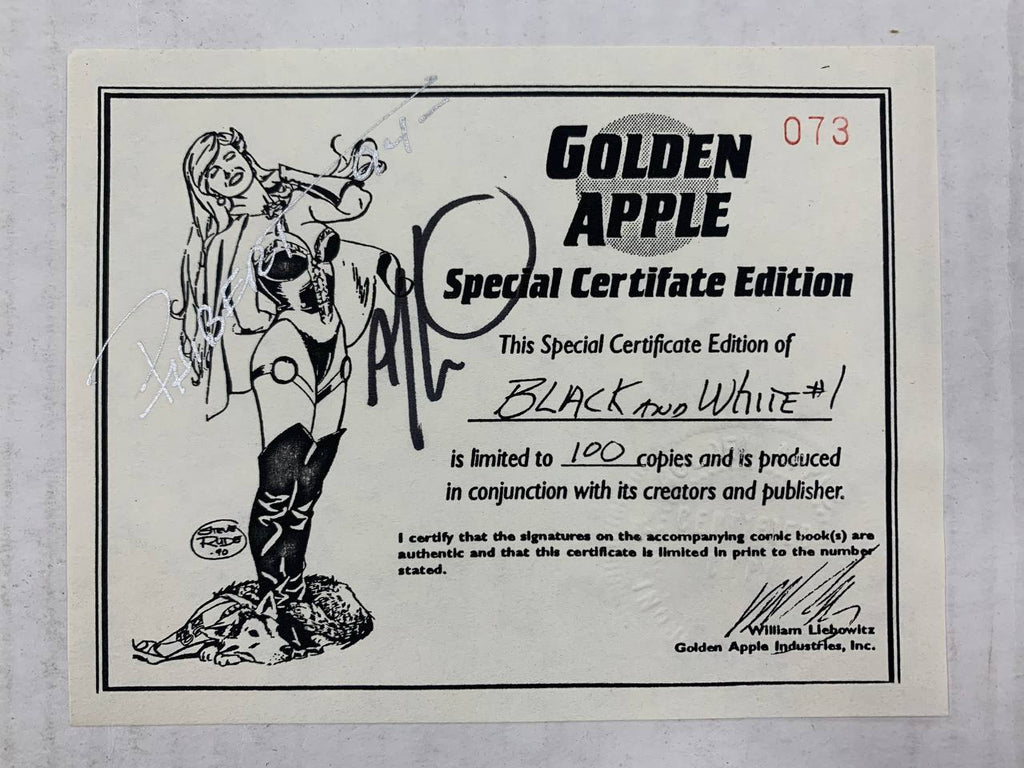 073
GOLDEN
APPLE
Special Certifate Edition
This Special Certificate Edition of
BLACK AND WHITE #1
is limited to 100 copies and is produced
in conjunction with its creators and publisher.
I certify that the signatures on the accompanying comic book(s) are
authentic and that this certificate is limited in print to the number
stated.
William Liebowitz
Golden Apple Industries, Inc.
STEVE
RUDE
-90